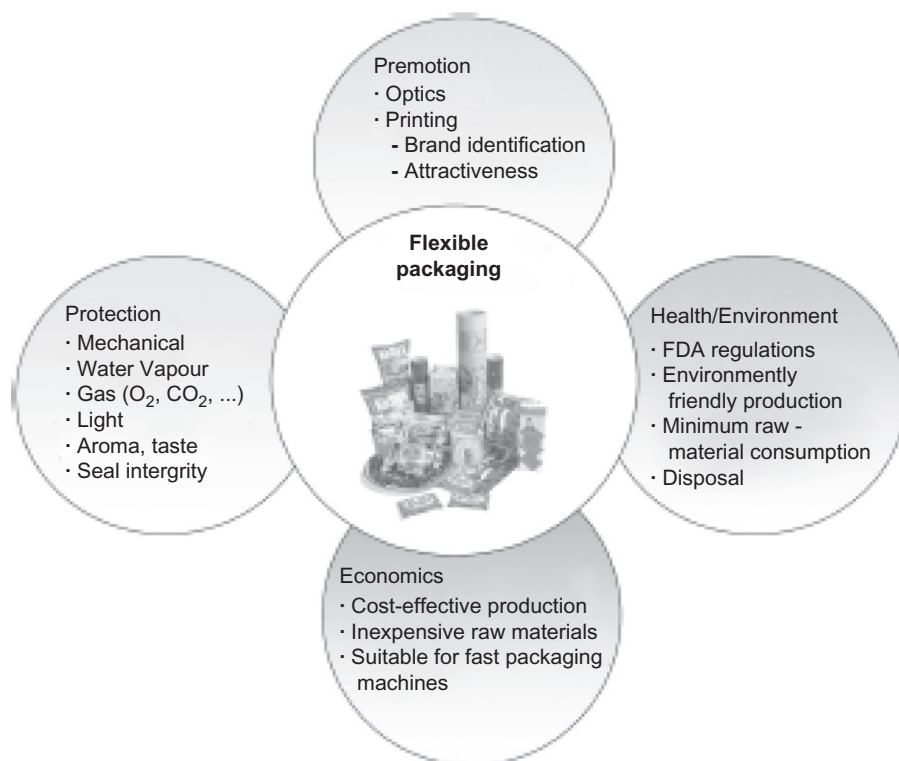 Premotion
· Optics
· Printing
- Brand identification
- Attractiveness
Flexible
packaging
Protection
· Mechanical
· Water Vapour
· Gas (O₂, CO₂, ...)
· Light
· Aroma, taste
· Seal intergrity
Health/Environment
· FDA regulations
· Environmently
friendly production
· Minimum raw -
material consumption
· Disposal
Economics
· Cost-effective production
· Inexpensive raw materials
· Suitable for fast packaging
machines